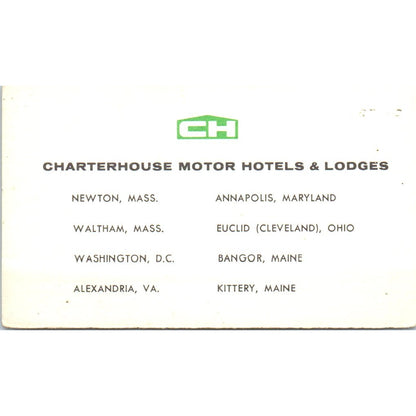 CH
CHARTERHOUSE MOTOR HOTELS & LODGES
NEWTON, MASS. ANNAPOLIS, MARYLAND
WALTHAM, MASS. EUCLID (CLEVELAND), OHIO
WASHINGTON, D.C. BANGOR, MAINE
ALEXANDRIA, VA. KITTERY, MAINE